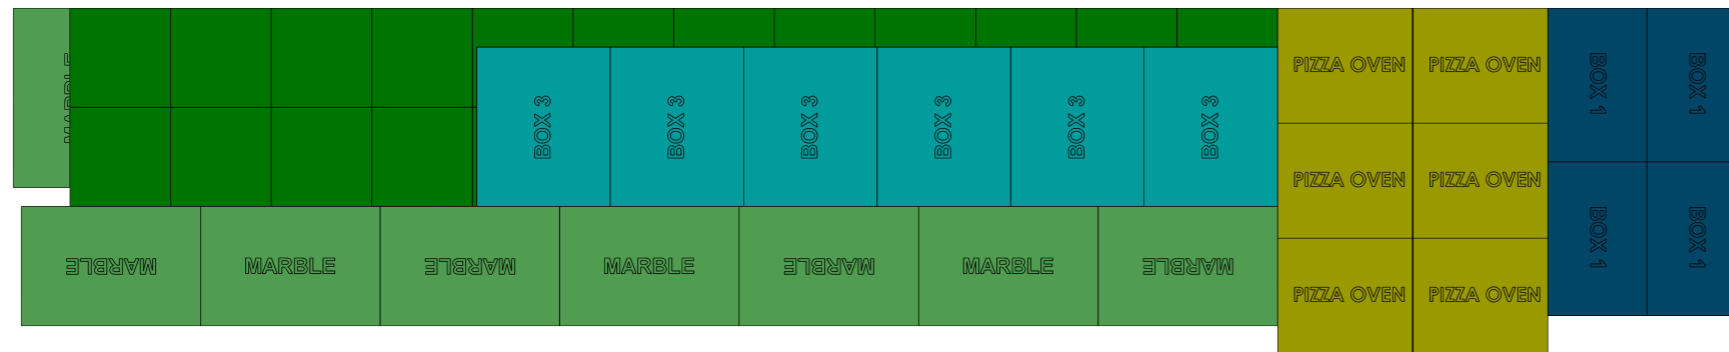 PIZZA OVEN PIZZA OVEN
BOX 1 BOX 1
BOX 3 BOX 3 BOX 3 BOX 3 BOX 3 BOX 3
PIZZA OVEN PIZZA OVEN
BOX 1 BOX 1
MARBLE MARBLE MARBLE MARBLE MARBLE MARBLE MARBLE
PIZZA OVEN PIZZA OVEN